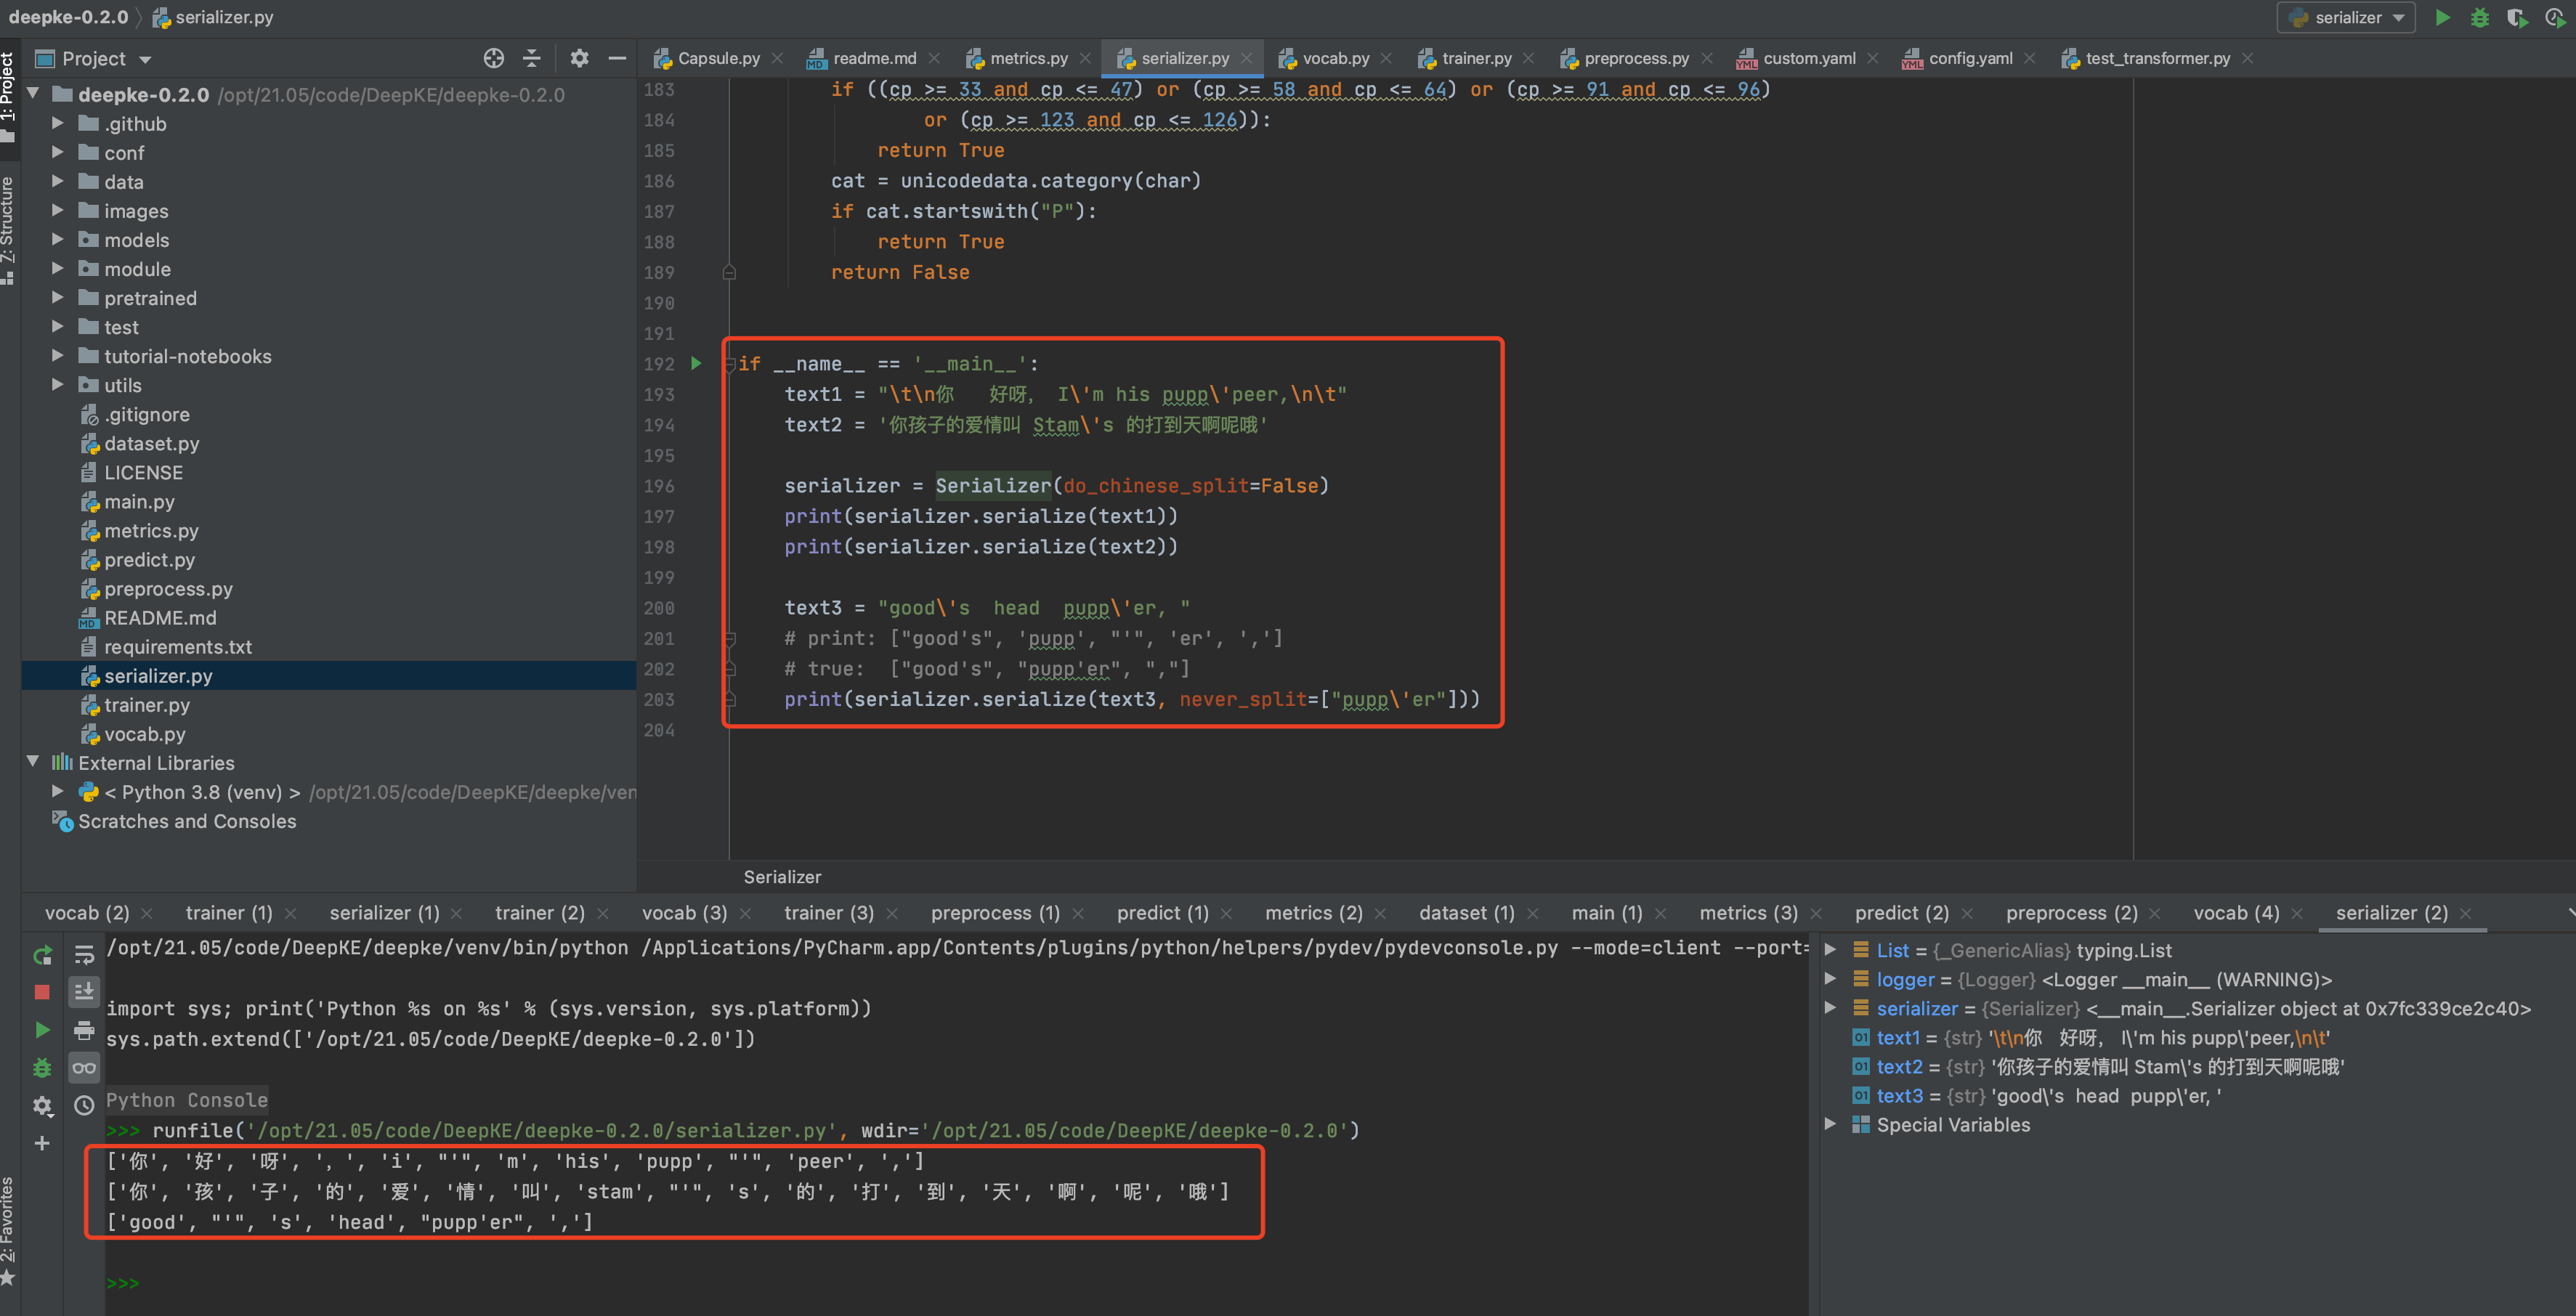 deepke-0.2.0 serializer.py
serializer
Project
Capsule.py readme.md metrics.py serializer.py vocab.py trainer.py preprocess.py custom.yaml config.yaml test_transformer.py
1: Project
7: Structure
2: Favorites
deepke-0.2.0 /opt/21.05/code/DeepKE/deepke-0.2.0
.github
conf
data
images
models
module
pretrained
test
tutorial-notebooks
utils
.gitignore
dataset.py
LICENSE
main.py
metrics.py
predict.py
preprocess.py
README.md
requirements.txt
serializer.py
trainer.py
vocab.py
External Libraries
< Python 3.8 (venv) > /opt/21.05/code/DeepKE/deepke/ven
Scratches and Consoles
183 if ((cp >= 33 and cp <= 47) or (cp >= 58 and cp <= 64) or (cp >= 91 and cp <= 96)
184 or (cp >= 123 and cp <= 126)):
185 return True
186 cat = unicodedata.category(char)
187 if cat.startswith("P"):
188 return True
189 return False
190
191
192 if __name__ == '__main__':
193 text1 = "\t\n你   好呀， I\'m his pupp\'peer,\n\t"
194 text2 = '你孩子的爱情叫 Stam\'s 的打到天啊呢哦'
195
196 serializer = Serializer(do_chinese_split=False)
197 print(serializer.serialize(text1))
198 print(serializer.serialize(text2))
199
200 text3 = "good\'s  head  pupp\'er, "
201 # print: ["good's", 'pupp', "'", 'er', ',']
202 # true:  ["good's", "pupp'er", ","]
203 print(serializer.serialize(text3, never_split=["pupp\'er"]))
204
Serializer
vocab (2) trainer (1) serializer (1) trainer (2) vocab (3) trainer (3) preprocess (1) predict (1) metrics (2) dataset (1) main (1) metrics (3) predict (2) preprocess (2) vocab (4) serializer (2)
/opt/21.05/code/DeepKE/deepke/venv/bin/python /Applications/PyCharm.app/Contents/plugins/python/helpers/pydev/pydevconsole.py --mode=client --port=
import sys; print('Python %s on %s' % (sys.version, sys.platform))
sys.path.extend(['/opt/21.05/code/DeepKE/deepke-0.2.0'])
Python Console
>>> runfile('/opt/21.05/code/DeepKE/deepke-0.2.0/serializer.py', wdir='/opt/21.05/code/DeepKE/deepke-0.2.0')
['你', '好', '呀', '，', 'i', "'", 'm', 'his', 'pupp', "'", 'peer', ',']
['你', '孩', '子', '的', '爱', '情', '叫', 'stam', "'", 's', '的', '打', '到', '天', '啊', '呢', '哦']
['good', "'", 's', 'head', "pupp'er", ',']
>>>
List = {_GenericAlias} typing.List
logger = {Logger} <Logger __main__ (WARNING)>
serializer = {Serializer} <__main__.Serializer object at 0x7fc339ce2c40>
text1 = {str} '\t\n你   好呀， I\'m his pupp\'peer,\n\t'
text2 = {str} '你孩子的爱情叫 Stam\'s 的打到天啊呢哦'
text3 = {str} 'good\'s  head  pupp\'er, '
Special Variables